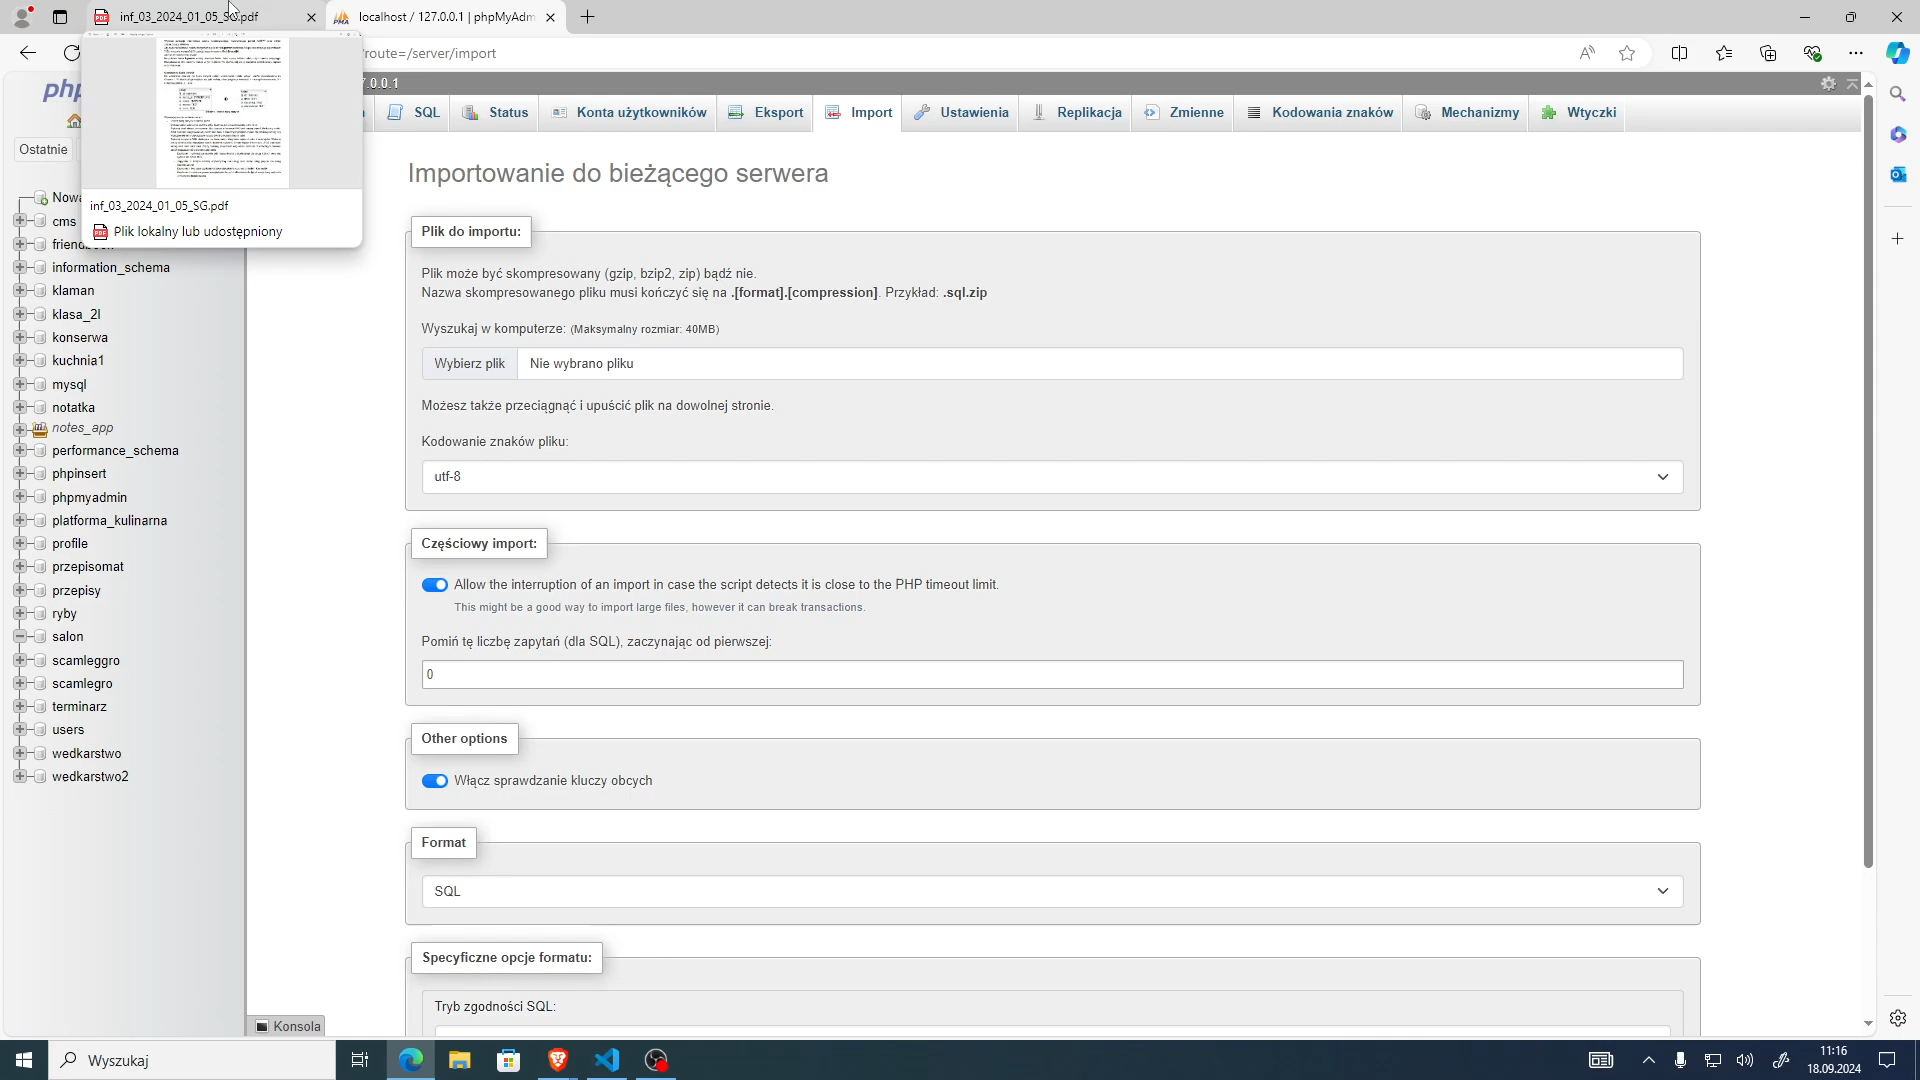 inf_03_2024_01_05_SG.pdf
localhost / 127.0.0.1 | phpMyAdm
route=/server/import
7.0.0.1
php
SQL
Status
Konta użytkowników
Eksport
Import
Ustawienia
Replikacja
Zmienne
Kodowania znaków
Mechanizmy
Wtyczki
Ostatnie
inf_03_2024_01_05_SG.pdf
Plik lokalny lub udostępniony
Nowa
cms
information_schema
klaman
klasa_2l
konserwa
kuchnia1
mysql
notatka
notes_app
performance_schema
phpinsert
phpmyadmin
platforma_kulinarna
profile
przepisomat
przepisy
ryby
salon
scamleggro
scamlegro
terminarz
users
wedkarstwo
wedkarstwo2
Importowanie do bieżącego serwera
Plik do importu:
Plik może być skompresowany (gzip, bzip2, zip) bądź nie.
Nazwa skompresowanego pliku musi kończyć się na .[format].[compression]. Przykład: .sql.zip
Wyszukaj w komputerze: (Maksymalny rozmiar: 40MB)
Wybierz plik Nie wybrano pliku
Możesz także przeciągnąć i upuścić plik na dowolnej stronie.
Kodowanie znaków pliku:
utf-8
Częściowy import:
Allow the interruption of an import in case the script detects it is close to the PHP timeout limit.
This might be a good way to import large files, however it can break transactions.
Pomiń tę liczbę zapytań (dla SQL), zaczynając od pierwszej:
0
Other options
Włącz sprawdzanie kluczy obcych
Format
SQL
Specyficzne opcje formatu:
Tryb zgodności SQL:
Konsola
Wyszukaj
11:16
18.09.2024